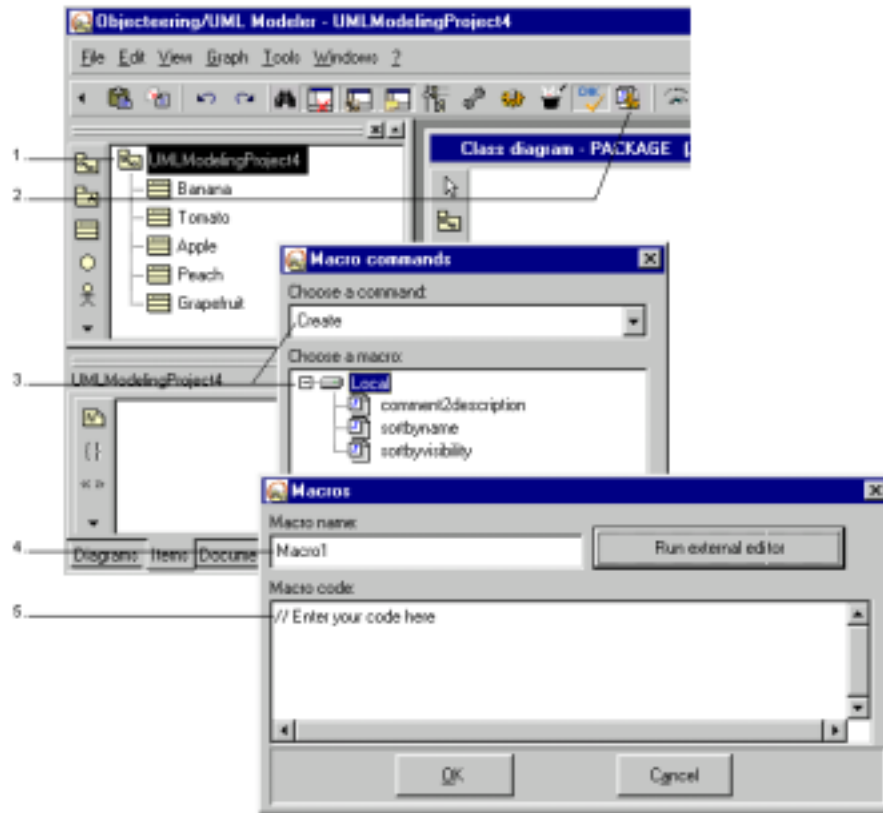 Objecteering/UML Modeler - UMLModelingProject4
File Edit View Graph Tools Windows ?
Class diagram - PACKAGE
1
UMLModelingProject4
2
Banana
Tomato
Apple
Peach
Grapefruit
Macro commands
Choose a command:
Create
Choose a macro:
3
UMLModelingProject4
Local
comment2description
sortbyname
sortbyvisibility
{ }
« »
Macros
Macro name:
4
Diagrams Items Docume
Macro1
Run external editor
Macro code:
5
// Enter your code here
OK
Cancel